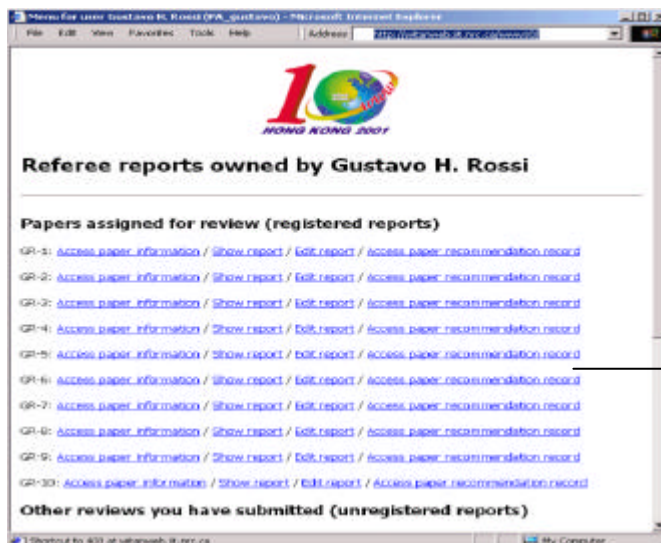 Menu for user Gustavo H. Rossi (PA_gustavo) - Microsoft Internet Explorer
File Edit View Favorites Tools Help Address
10
HONG KONG 2001
Referee reports owned by Gustavo H. Rossi
Papers assigned for review (registered reports)
GR-1: Access paper information / Show report / Edit report / Access paper recommendation record
GR-2: Access paper information / Show report / Edit report / Access paper recommendation record
GR-3: Access paper information / Show report / Edit report / Access paper recommendation record
GR-4: Access paper information / Show report / Edit report / Access paper recommendation record
GR-5: Access paper information / Show report / Edit report / Access paper recommendation record
GR-6: Access paper information / Show report / Edit report / Access paper recommendation record
GR-7: Access paper information / Show report / Edit report / Access paper recommendation record
GR-8: Access paper information / Show report / Edit report / Access paper recommendation record
GR-9: Access paper information / Show report / Edit report / Access paper recommendation record
GR-10: Access paper information / Show report / Edit report / Access paper recommendation record
Other reviews you have submitted (unregistered reports)
My Computer